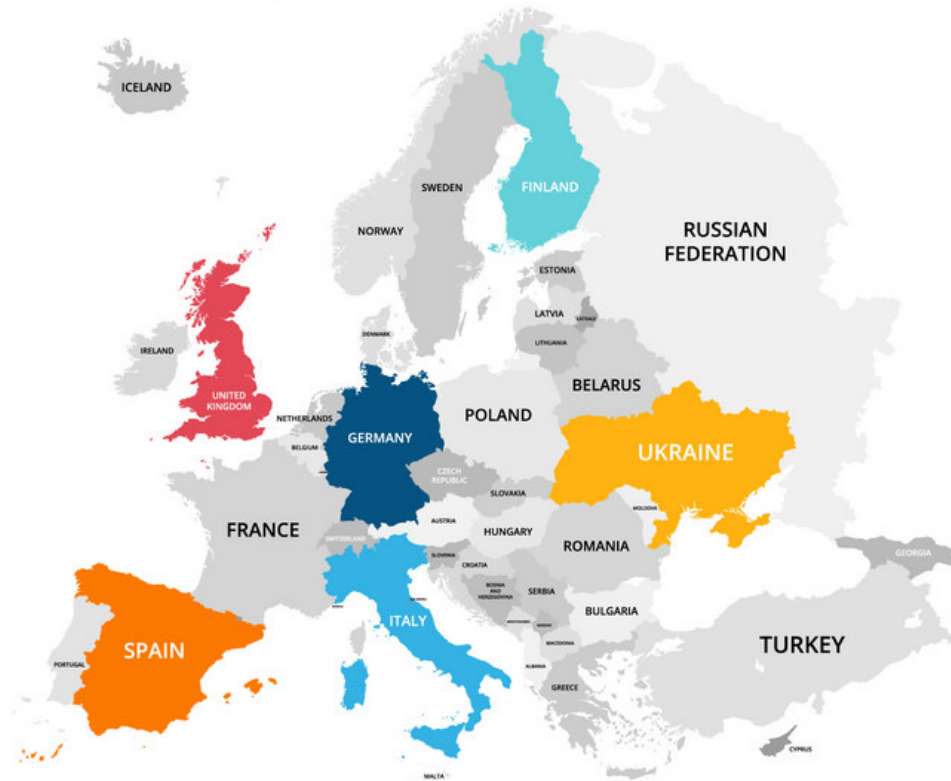 ICELAND
FINLAND
SWEDEN
NORWAY
RUSSIAN
FEDERATION
ESTONIA
LATVIA
LATGALE
LITHUANIA
DENMARK
IRELAND
UNITED
KINGDOM
BELARUS
NETHERLANDS
POLAND
GERMANY
BELGIUM
UKRAINE
CZECH
REPUBLIC
SLOVAKIA
MOLDOVA
AUSTRIA
FRANCE
HUNGARY
SWITZERLAND
ROMANIA
SLOVENIA
GEORGIA
CROATIA
BOSNIA
AND
HERZEGOVINA
SERBIA
BULGARIA
ITALY
MONTENEGRO
MACEDONIA
SPAIN
PORTUGAL
ALBANIA
TURKEY
GREECE
CYPRUS
MALTA